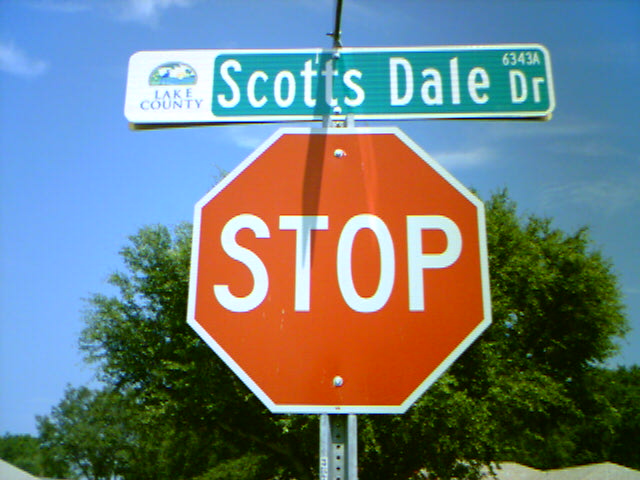 LAKE
COUNTY
Scotts Dale Dr
6343A
STOP